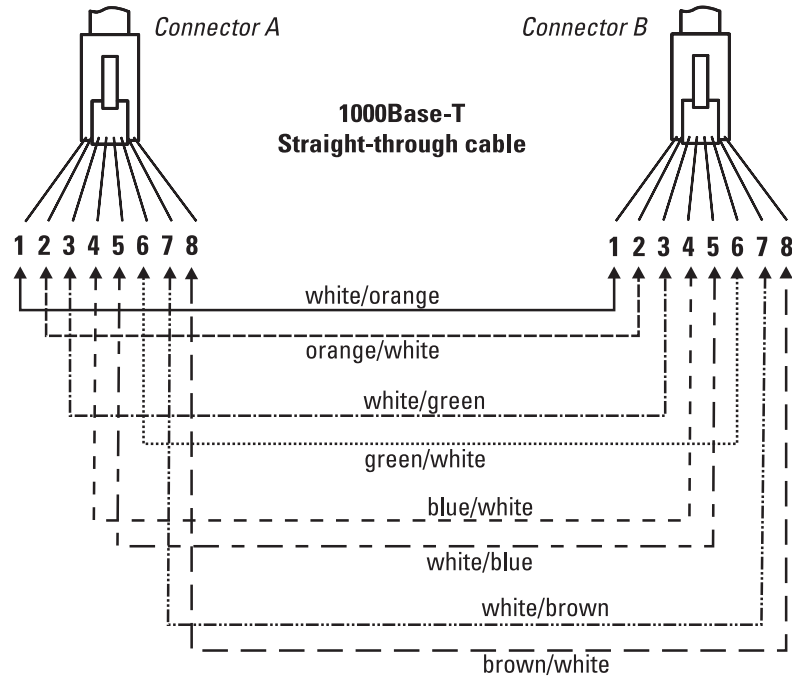 Connector A
Connector B
1000Base-T
Straight-through cable
1 2 3 4 5 6 7 8
1 2 3 4 5 6 7 8
white/orange
orange/white
white/green
green/white
blue/white
white/blue
white/brown
brown/white